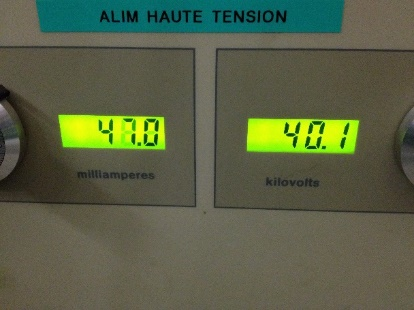 ALIM HAUTE TENSION
47.0 40.1
milliamperes kilovolts